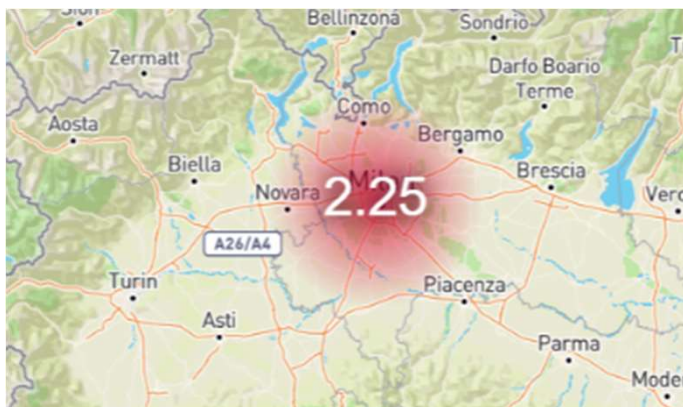 Sion
Bellinzona
Sondrio
Zermatt
Darfo Boario
Terme
Como
Aosta
Bergamo
Biella
Brescia
Novara
2.25
A26/A4
Turin
Piacenza
Asti
Parma